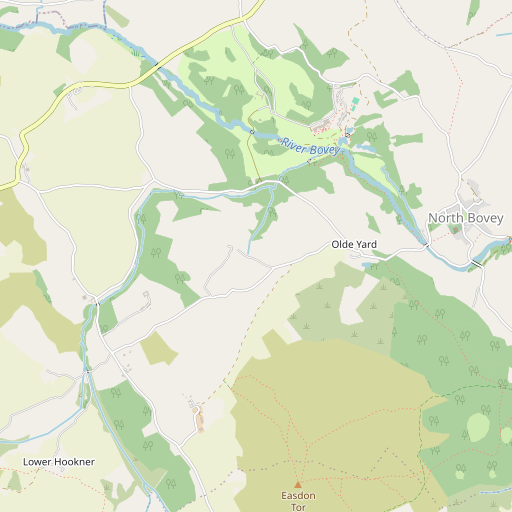 River Bovey
North Bovey
Olde Yard
Lower Hookner
Easdon
Tor